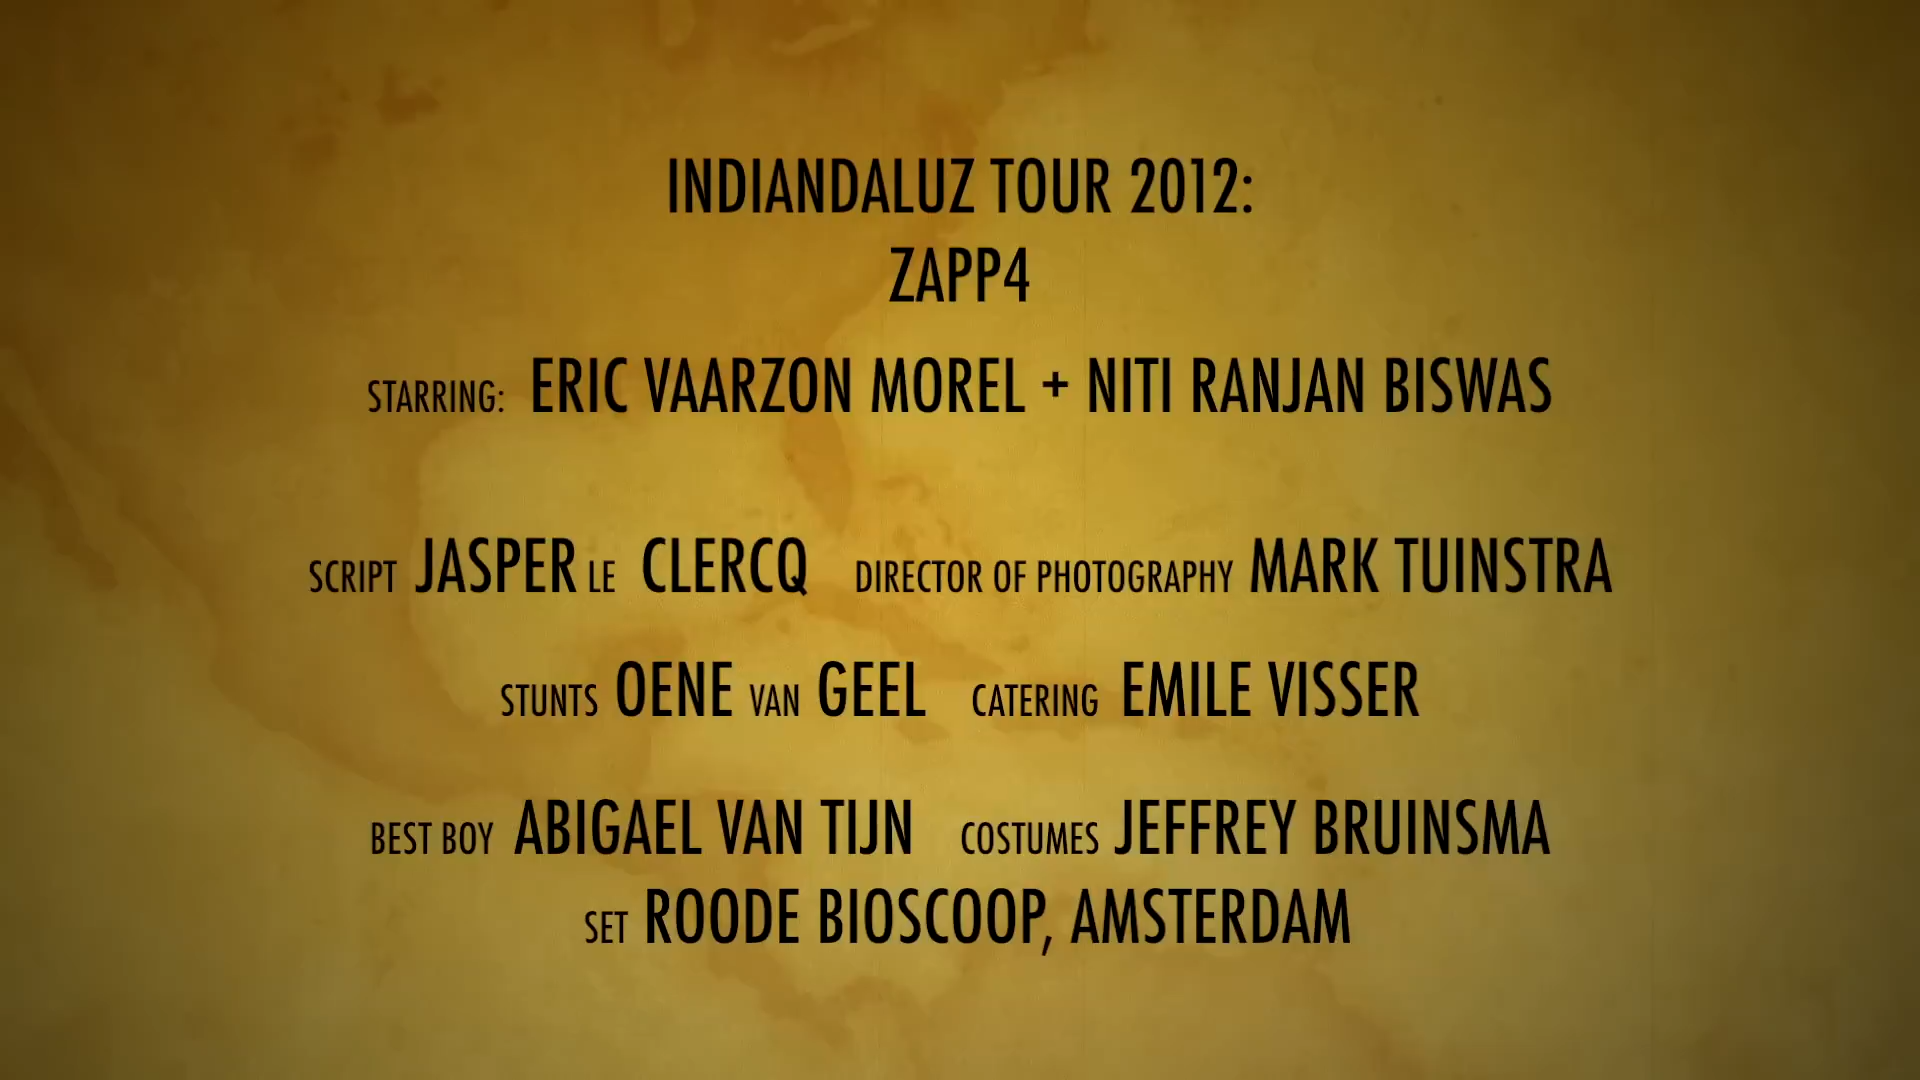 INDIANDALUZ TOUR 2012:
ZAPP4
STARRING: ERIC VAARZON MOREL + NITI RANJAN BISWAS
SCRIPT JASPER LE CLERCQ DIRECTOR OF PHOTOGRAPHY MARK TUINSTRA
STUNTS OENE VAN GEEL CATERING EMILE VISSER
BEST BOY ABIGAEL VAN TIJN COSTUMES JEFFREY BRUINSMA
SET ROODE BIOSCOOP, AMSTERDAM